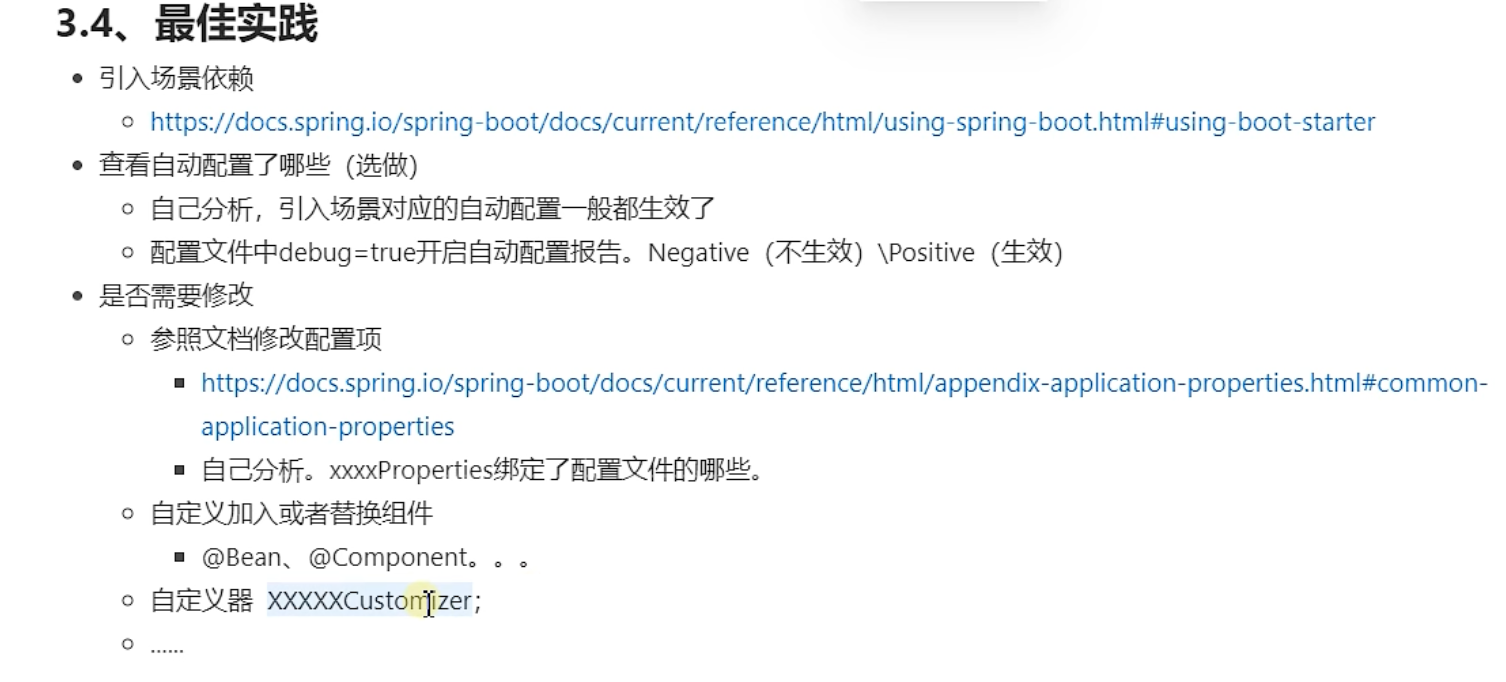 3.4、最佳实践
引入场景依赖
https://docs.spring.io/spring-boot/docs/current/reference/html/using-spring-boot.html#using-boot-starter
查看自动配置了哪些（选做）
自己分析，引入场景对应的自动配置一般都生效了
配置文件中debug=true开启自动配置报告。Negative（不生效）\Positive（生效）
是否需要修改
参照文档修改配置项
https://docs.spring.io/spring-boot/docs/current/reference/html/appendix-application-properties.html#common-
application-properties
自己分析。xxxxProperties绑定了配置文件的哪些。
自定义加入或者替换组件
@Bean、@Component。。。
自定义器 XXXXXCustomizer；
......